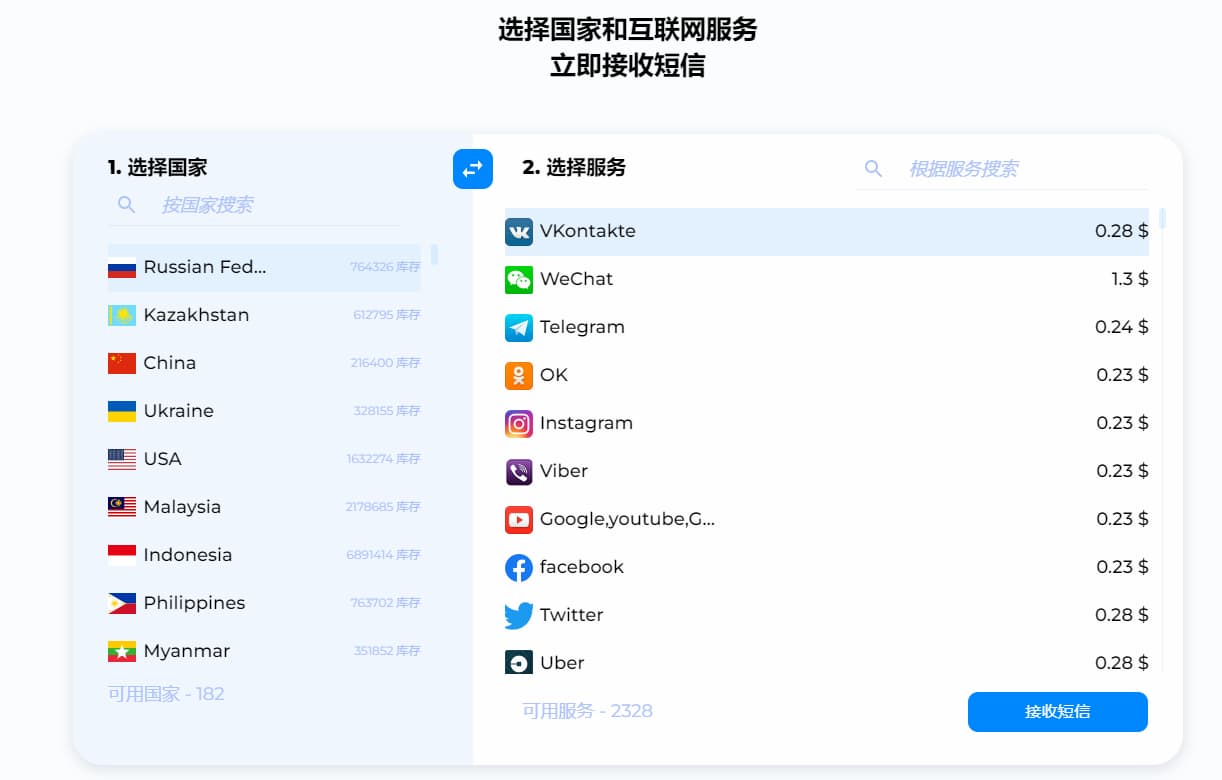 选择国家和互联网服务
立即接收短信
1. 选择国家
按国家搜索
Russian Fed... 764326 库存
Kazakhstan 612795 库存
China 216400 库存
Ukraine 328155 库存
USA 1632274 库存
Malaysia 2178685 库存
Indonesia 6891414 库存
Philippines 763702 库存
Myanmar 351852 库存
可用国家 - 182
2. 选择服务
根据服务搜索
VKontakte 0.28 $
WeChat 1.3 $
Telegram 0.24 $
OK 0.23 $
Instagram 0.23 $
Viber 0.23 $
Google,youtube,G... 0.23 $
facebook 0.23 $
Twitter 0.28 $
Uber 0.28 $
可用服务 - 2328
接收短信